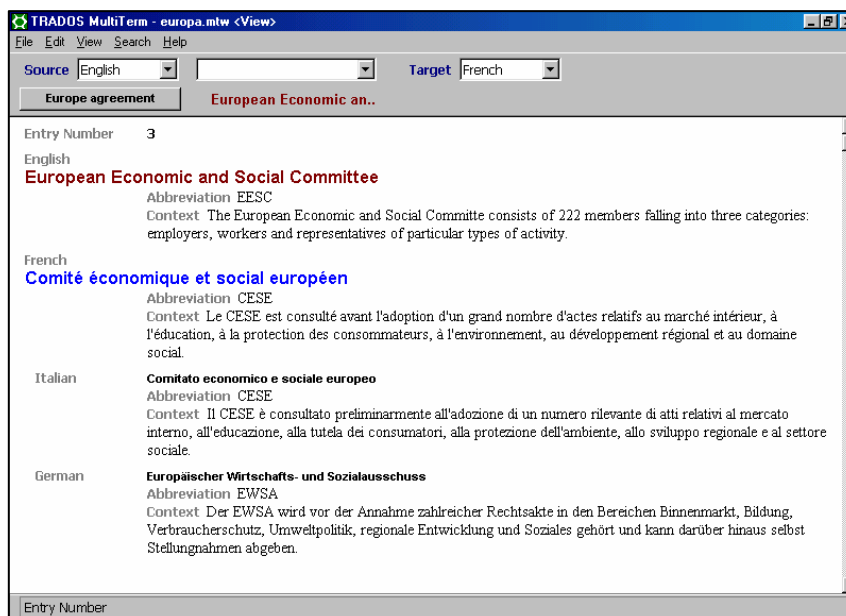 TRADOS MultiTerm - europa.mtw <View>
File Edit View Search Help
Source English Target French
Europe agreement European Economic an..
Entry Number 3
English
European Economic and Social Committee
Abbreviation EESC
Context The European Economic and Social Committe consists of 222 members falling into three categories:
employers, workers and representatives of particular types of activity.
French
Comité économique et social européen
Abbreviation CESE
Context Le CESE est consulté avant l'adoption d'un grand nombre d'actes relatifs au marché intérieur, à
l'éducation, à la protection des consommateurs, à l'environnement, au développement régional et au domaine
social.
Italian Comitato economico e sociale europeo
Abbreviation CESE
Context Il CESE è consultato preliminarmente all'adozione di un numero rilevante di atti relativi al mercato
interno, all'educazione, alla tutela dei consumatori, alla protezione dell'ambiente, allo sviluppo regionale e al settore
sociale.
German Europäischer Wirtschafts- und Sozialausschuss
Abbreviation EWSA
Context Der EWSA wird vor der Annahme zahlreicher Rechtsakte in den Bereichen Binnenmarkt, Bildung,
Verbraucherschutz, Umweltpolitik, regionale Entwicklung und Soziales gehört und kann darüber hinaus selbst
Stellungnahmen abgeben.
Entry Number